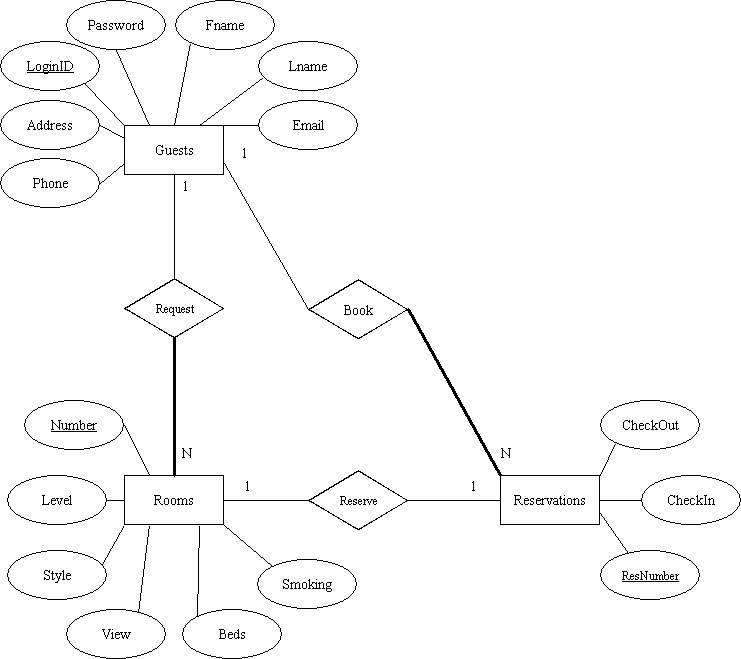 Password
Fname
LoginID
Lname
Address
Email
Guests
1
Phone
1
Request
Book
Number
N
N
CheckOut
Level
Rooms
1
Reserve
1
Reservations
CheckIn
Style
Smoking
ResNumber
View
Beds